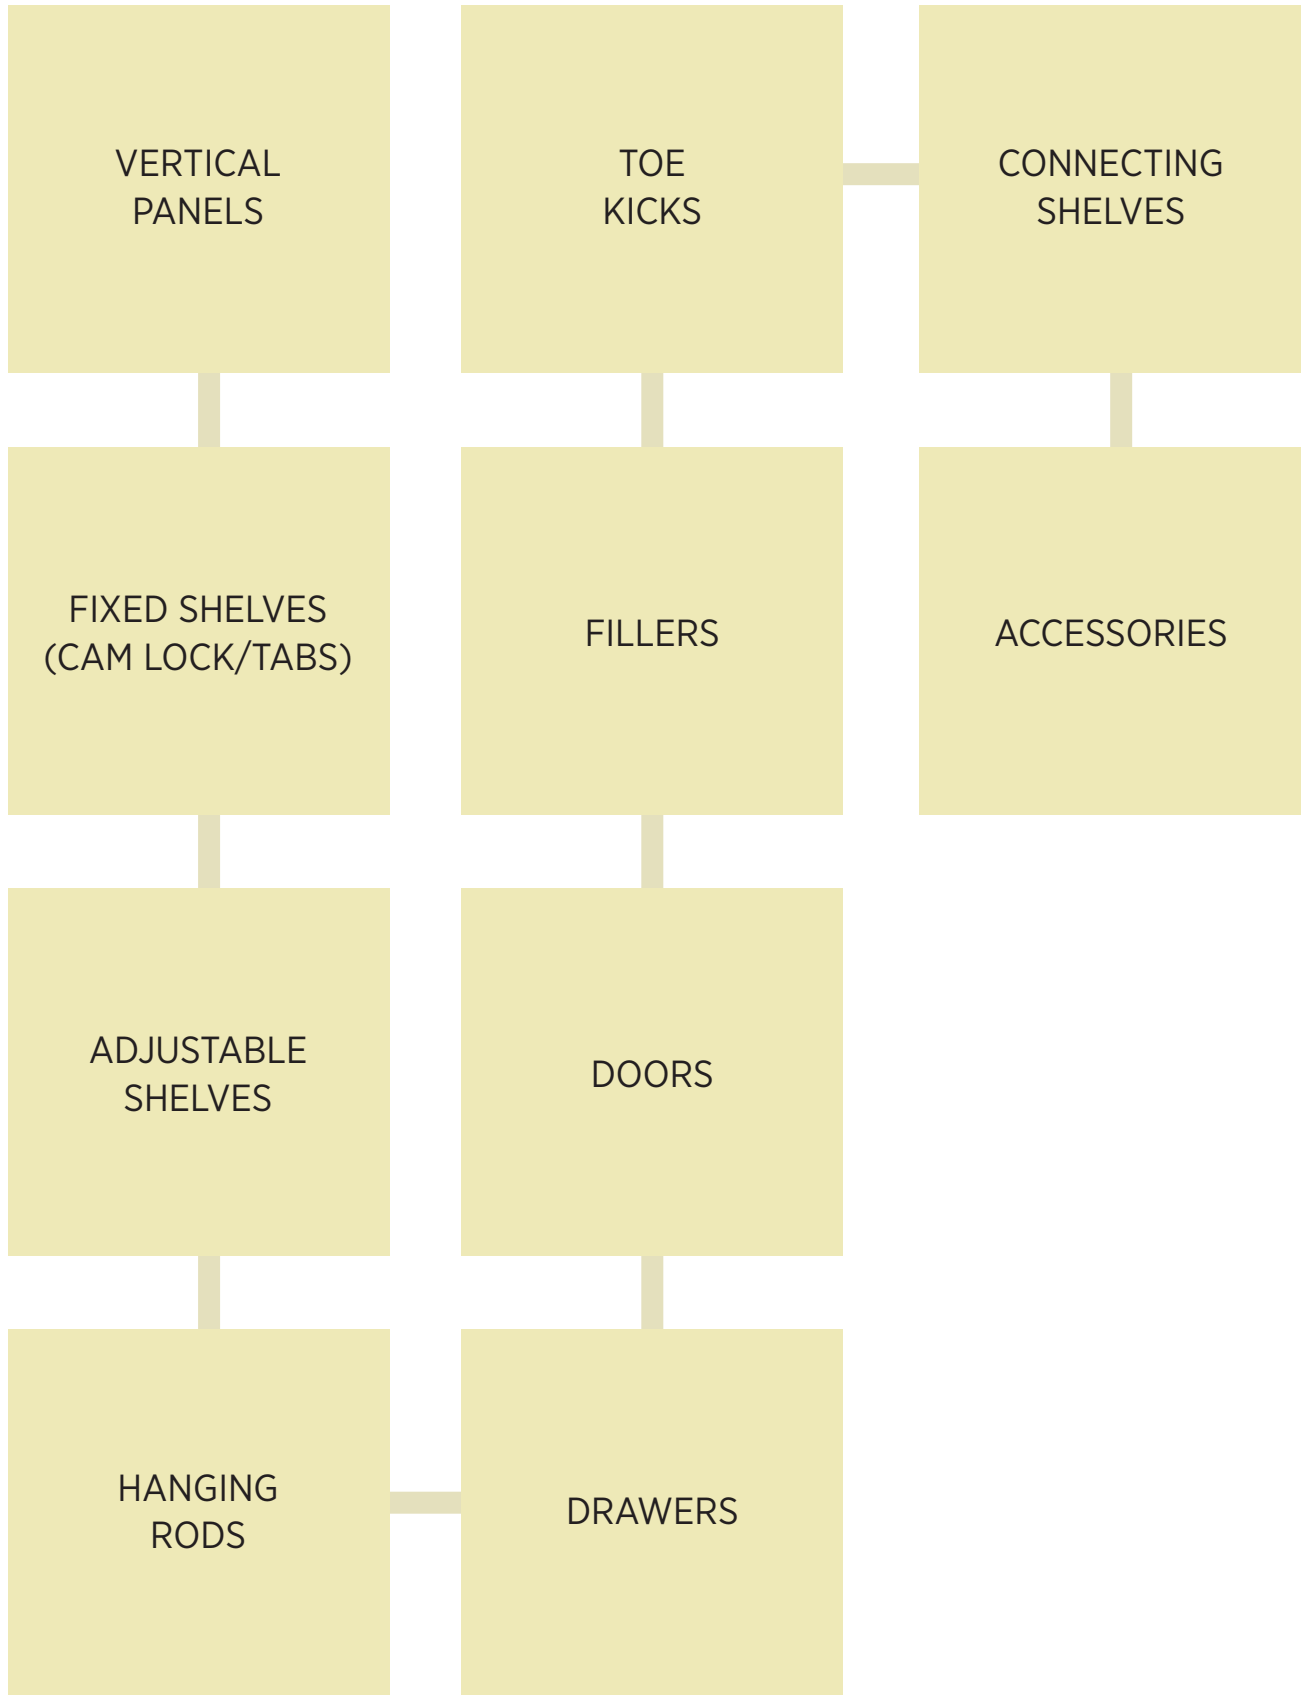 VERTICAL
PANELS
FIXED SHELVES
(CAM LOCK/TABS)
ADJUSTABLE
SHELVES
HANGING
RODS
DRAWERS
DOORS
FILLERS
TOE
KICKS
CONNECTING
SHELVES
ACCESSORIES